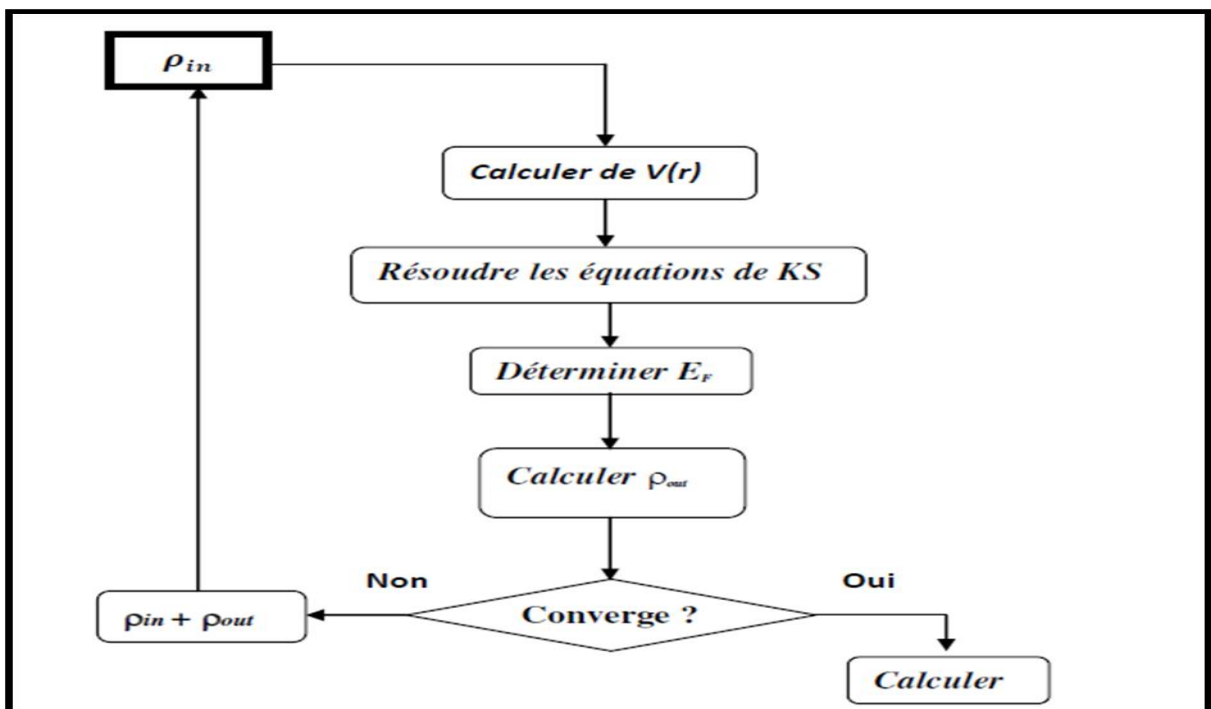 ρin
Calculer de V(r)
Résoudre les équations de KS
Déterminer EF
Calculer ρout
Non
Oui
ρin + ρout
Converge ?
Calculer